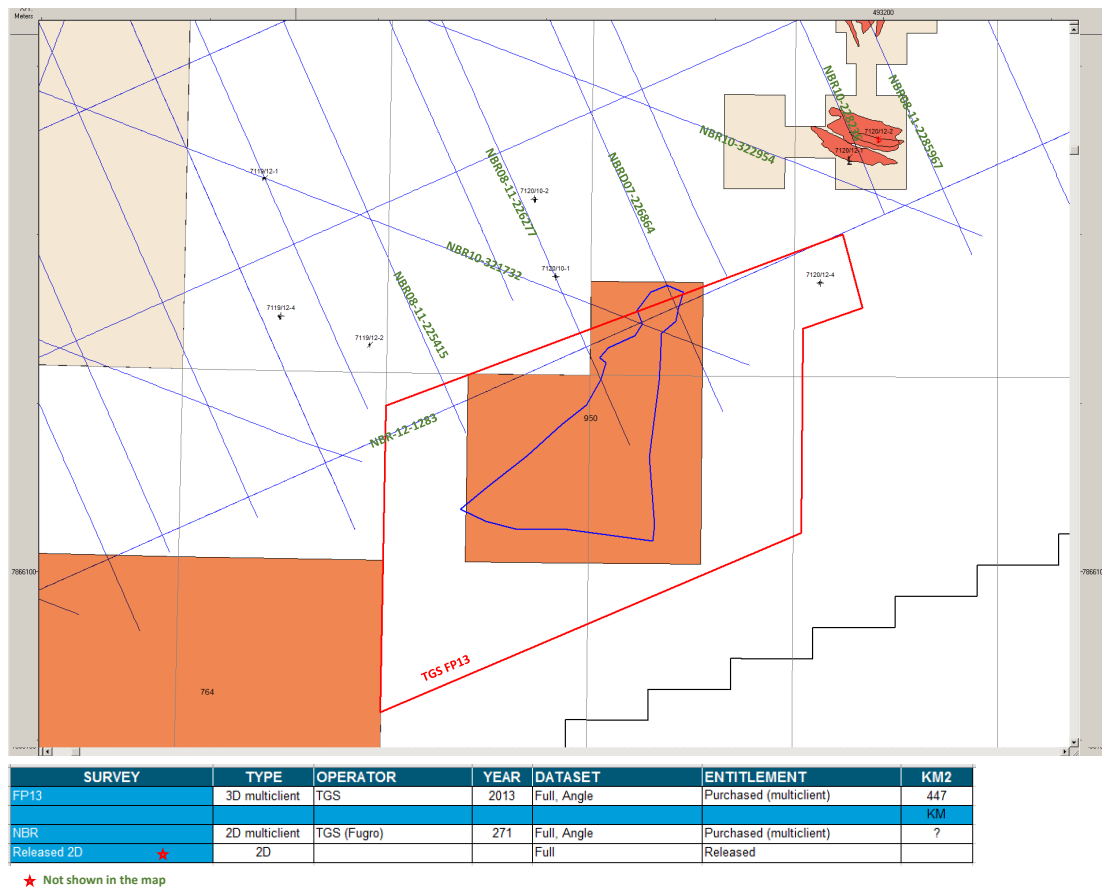 Meters
493200
NBR10-322954
NBR08-11-2285967
7120/12-2
7120/12-1
7119/12-1
NBR08-11-226277
7120/10-2
NBRD07-226864
NBR10-321732
7120/10-1
7120/12-4
NBR08-11-225415
7119/12-4
7119/12-2
NBR-12-1283
950
7866100
TGS FP13
764
SURVEY TYPE OPERATOR YEAR DATASET ENTITLEMENT KM2
FP13 3D multiclient TGS 2013 Full, Angle Purchased (multiclient) 447
KM
NBR 2D multiclient TGS (Fugro) 271 Full, Angle Purchased (multiclient) ?
Released 2D 2D Full Released
Not shown in the map